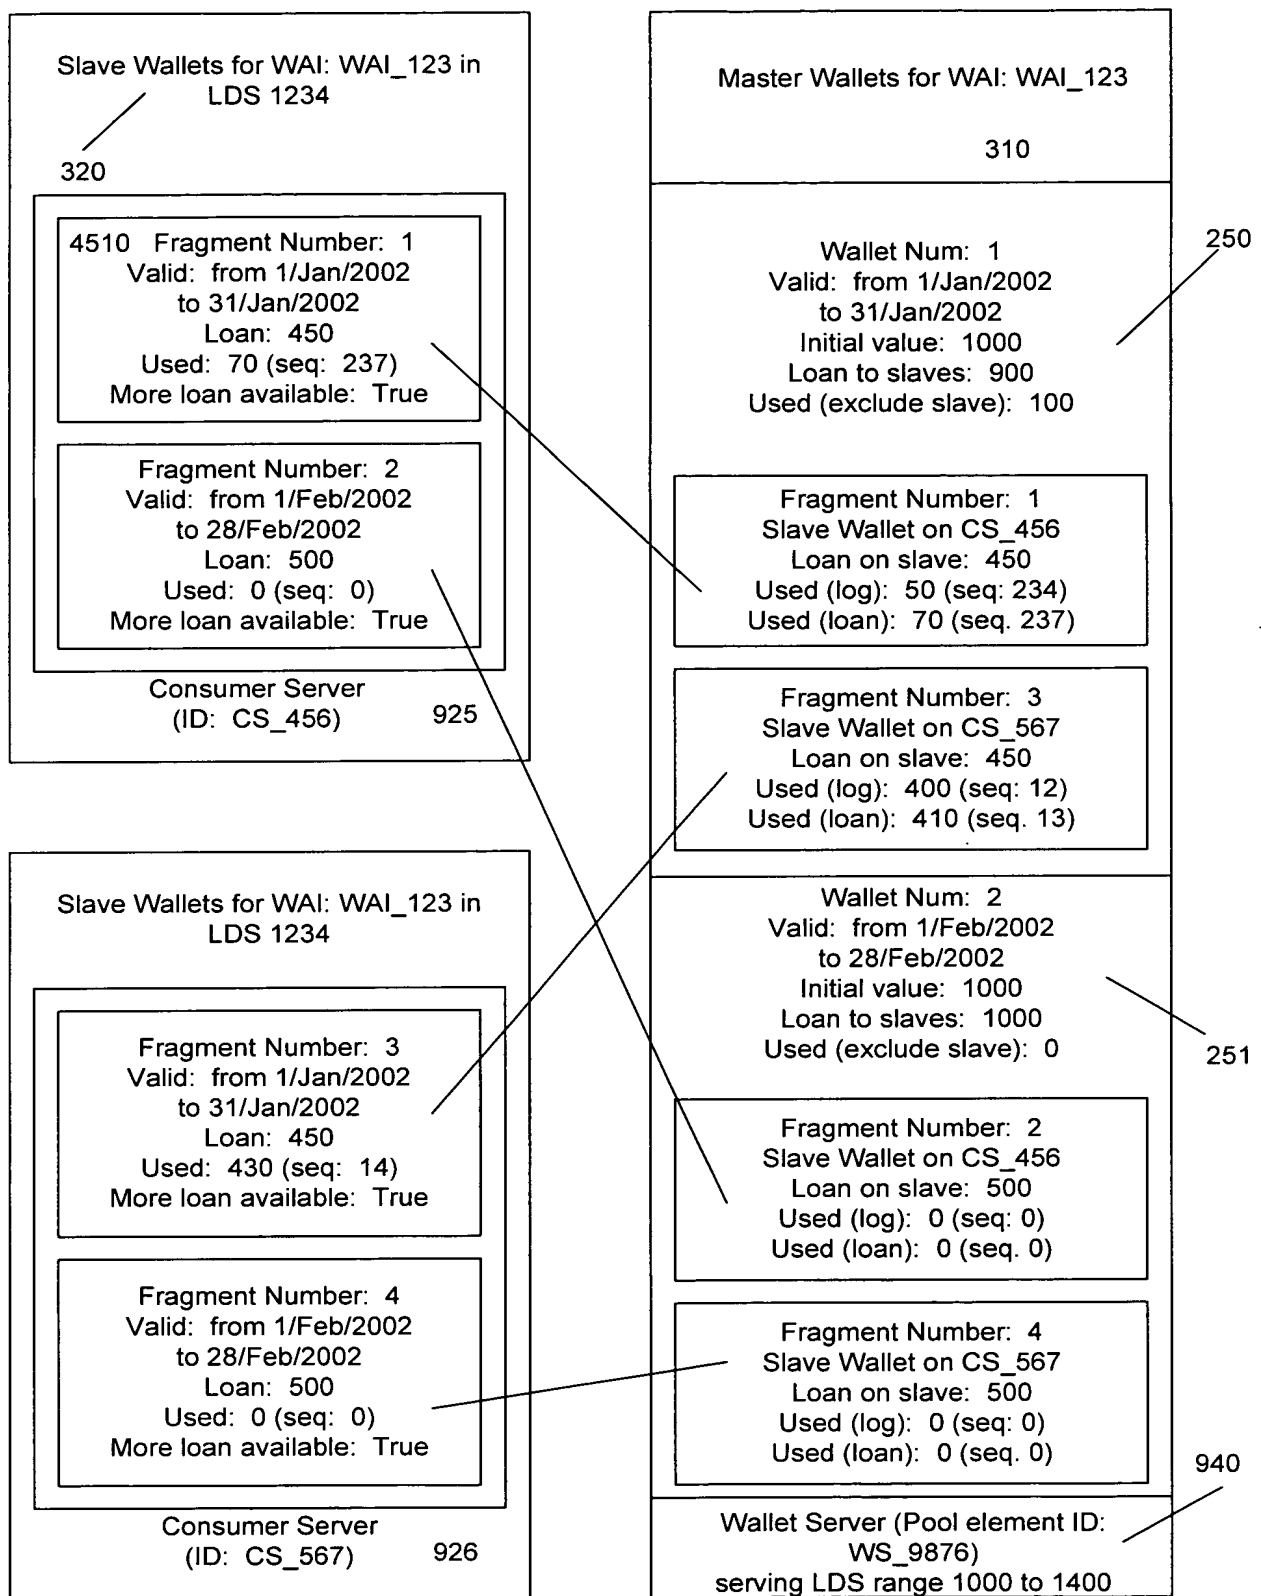 Slave Wallets for WAI: WAI_123 in
LDS 1234
320
4510 Fragment Number: 1
Valid: from 1/Jan/2002
to 31/Jan/2002
Loan: 450
Used: 70 (seq: 237)
More loan available: True
Fragment Number: 2
Valid: from 1/Feb/2002
to 28/Feb/2002
Loan: 500
Used: 0 (seq: 0)
More loan available: True
Consumer Server
(ID: CS_456)
925
Slave Wallets for WAI: WAI_123 in
LDS 1234
Fragment Number: 3
Valid: from 1/Jan/2002
to 31/Jan/2002
Loan: 450
Used: 430 (seq: 14)
More loan available: True
Fragment Number: 4
Valid: from 1/Feb/2002
to 28/Feb/2002
Loan: 500
Used: 0 (seq: 0)
More loan available: True
Consumer Server
(ID: CS_567)
926
Master Wallets for WAI: WAI_123
310
Wallet Num: 1
Valid: from 1/Jan/2002
to 31/Jan/2002
Initial value: 1000
Loan to slaves: 900
Used (exclude slave): 100
250
Fragment Number: 1
Slave Wallet on CS_456
Loan on slave: 450
Used (log): 50 (seq: 234)
Used (loan): 70 (seq. 237)
Fragment Number: 3
Slave Wallet on CS_567
Loan on slave: 450
Used (log): 400 (seq: 12)
Used (loan): 410 (seq. 13)
Wallet Num: 2
Valid: from 1/Feb/2002
to 28/Feb/2002
Initial value: 1000
Loan to slaves: 1000
Used (exclude slave): 0
251
Fragment Number: 2
Slave Wallet on CS_456
Loan on slave: 500
Used (log): 0 (seq: 0)
Used (loan): 0 (seq. 0)
Fragment Number: 4
Slave Wallet on CS_567
Loan on slave: 500
Used (log): 0 (seq: 0)
Used (loan): 0 (seq. 0)
940
Wallet Server (Pool element ID:
WS_9876)
serving LDS range 1000 to 1400